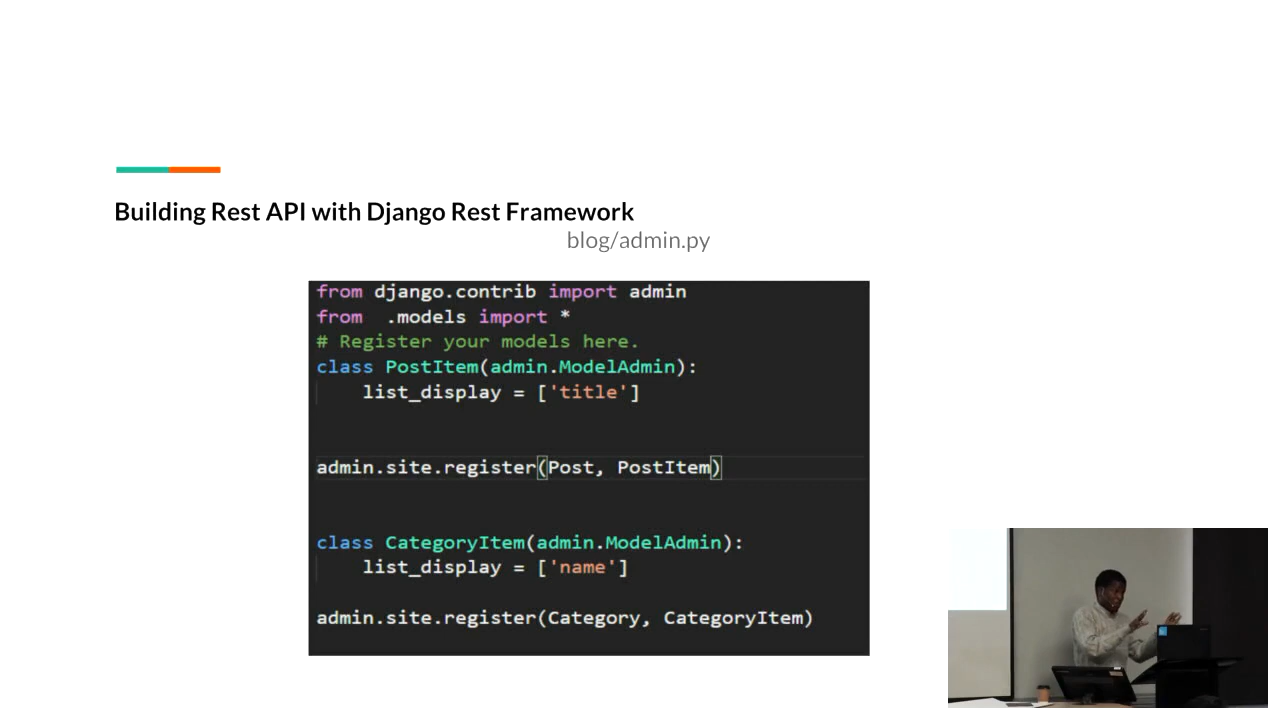 Building Rest API with Django Rest Framework
blog/admin.py
from django.contrib import admin
from  .models import *
# Register your models here.
class PostItem(admin.ModelAdmin):
    list_display = ['title']
admin.site.register(Post, PostItem)
class CategoryItem(admin.ModelAdmin):
    list_display = ['name']
admin.site.register(Category, CategoryItem)